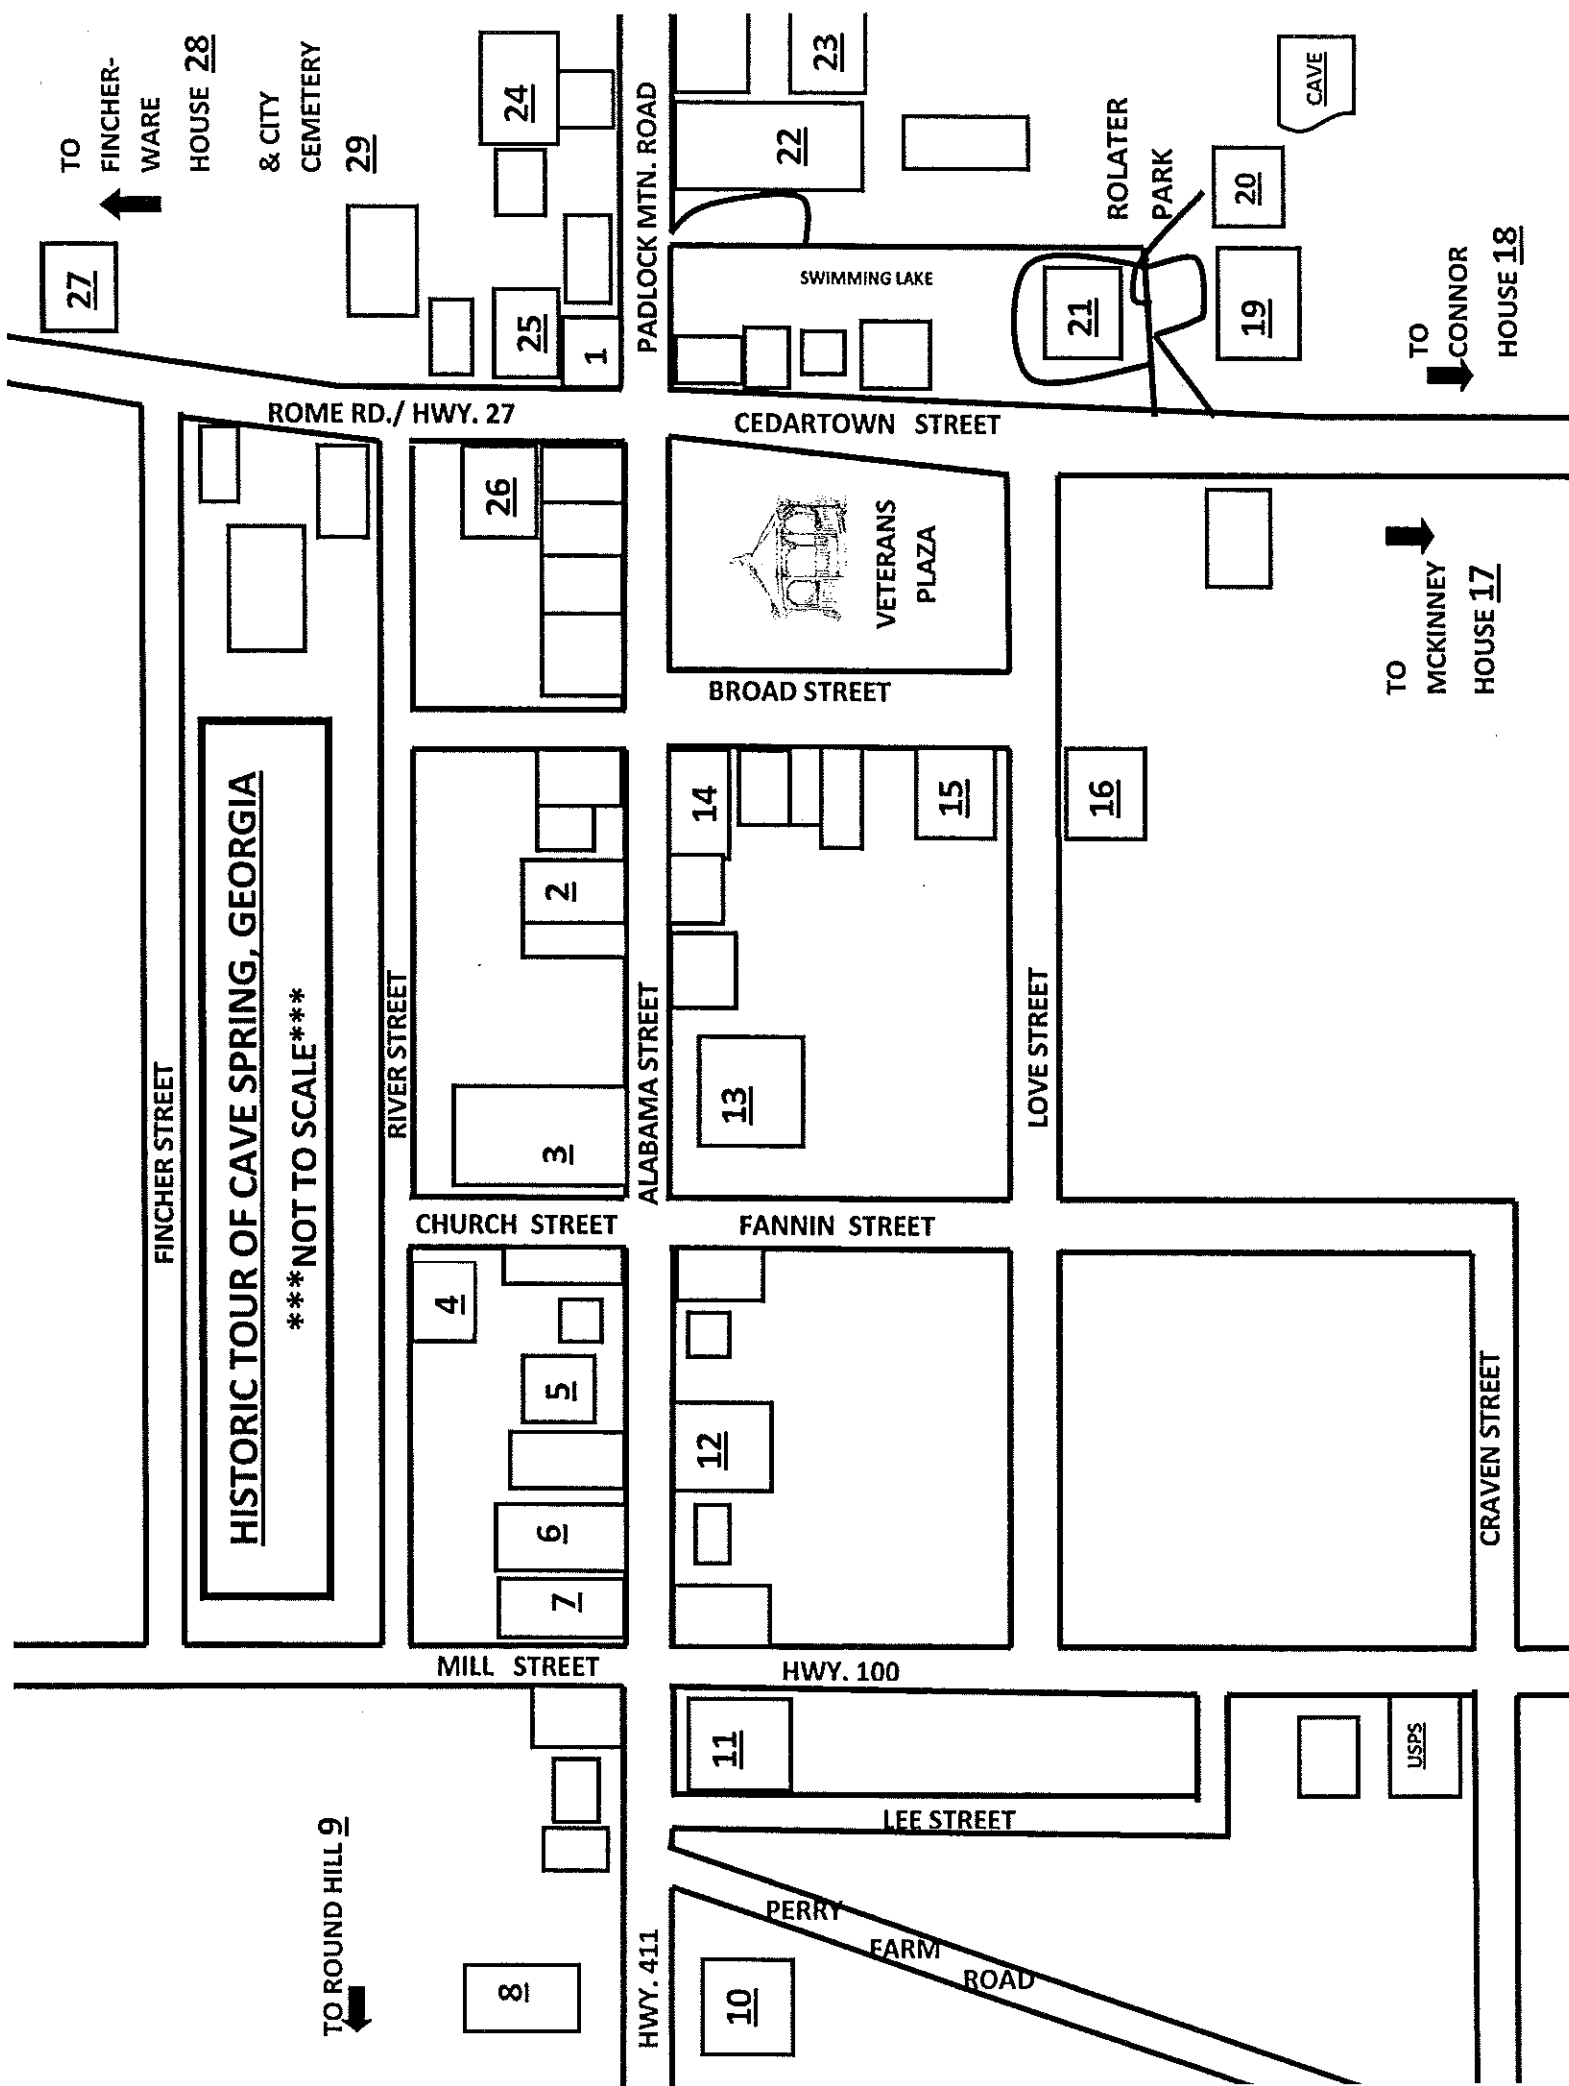 HISTORIC TOUR OF CAVE SPRING, GEORGIA
***NOT TO SCALE***
TO
FINCHER-
WARE
HOUSE 28
& CITY
CEMETERY
29
27
24
25
1
PADLOCK MTN. ROAD
23
22
ROLATER
PARK
CAVE
20
19
21
SWIMMING LAKE
TO
CONNOR
HOUSE 18
ROME RD./ HWY. 27
CEDARTOWN STREET
26
VETERANS
PLAZA
TO
MCKINNEY
HOUSE 17
BROAD STREET
FINCHER STREET
RIVER STREET
2
14
15
16
3
ALABAMA STREET
13
LOVE STREET
CHURCH STREET
FANNIN STREET
4
5
6
7
12
CRAVEN STREET
MILL STREET
HWY. 100
11
USPS
LEE STREET
TO ROUND HILL 9
8
HWY. 411
10
PERRY
FARM
ROAD